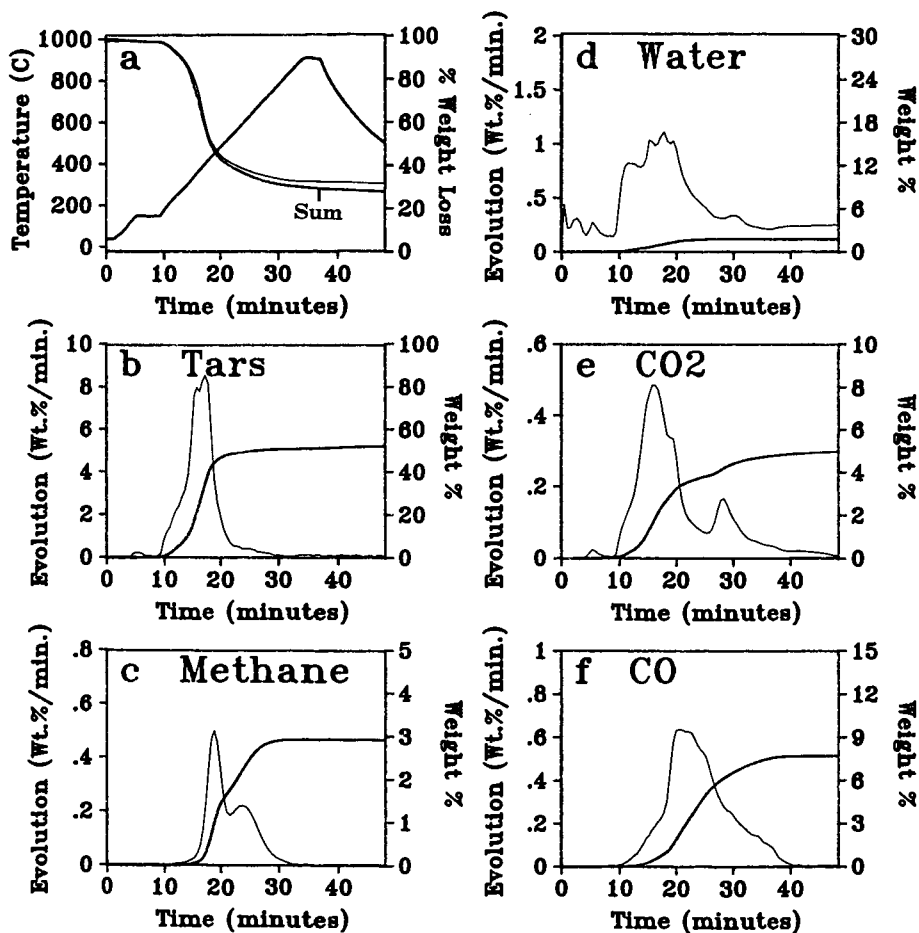 a
Temperature (C)
1000
800
600
400
200
0
100
80
60
40
20
0
% Weight Loss
Sum
0 10 20 30 40
Time (minutes)
d Water
Evolution (Wt.%/min.)
2
1.5
1
.5
0
30
24
18
12
6
0
Weight %
0 10 20 30 40
Time (minutes)
b Tars
Evolution (Wt.%/min.)
10
8
6
4
2
0
100
80
60
40
20
0
Weight %
0 10 20 30 40
Time (minutes)
e CO2
Evolution (Wt.%/min.)
.6
.4
.2
0
10
8
6
4
2
0
Weight %
0 10 20 30 40
Time (minutes)
c Methane
Evolution (Wt.%/min.)
.8
.6
.4
.2
0
5
4
3
2
1
0
Weight %
0 10 20 30 40
Time (minutes)
f CO
Evolution (Wt.%/min.)
1
.8
.6
.4
.2
0
15
12
9
6
3
0
Weight %
0 10 20 30 40
Time (minutes)